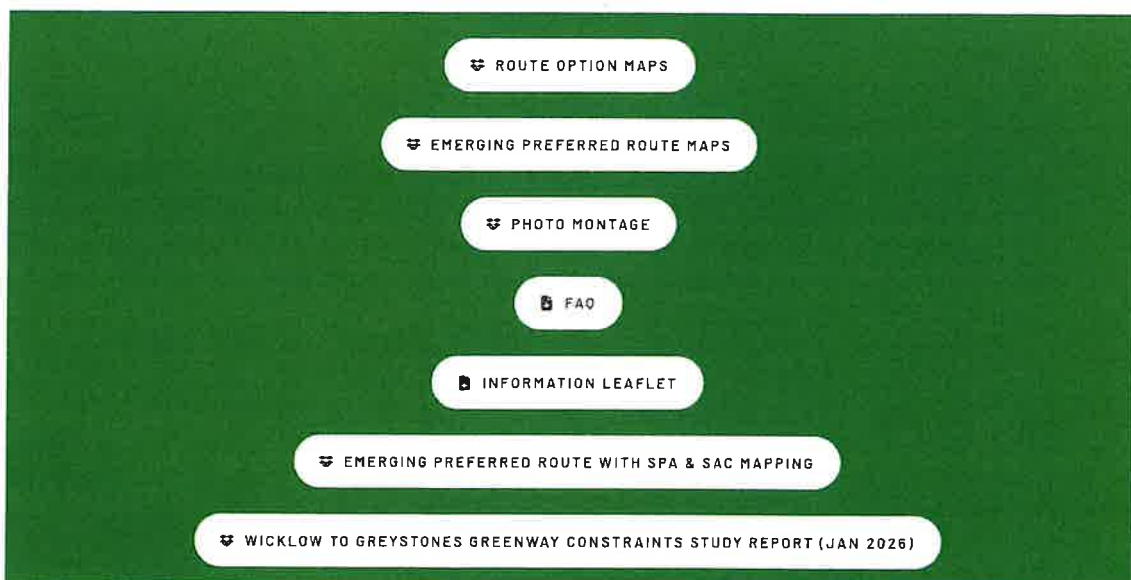 ROUTE OPTION MAPS
EMERGING PREFERRED ROUTE MAPS
PHOTO MONTAGE
FAQ
INFORMATION LEAFLET
EMERGING PREFERRED ROUTE WITH SPA & SAC MAPPING
WICKLOW TO GREYSTONES GREENWAY CONSTRAINTS STUDY REPORT (JAN 2026)